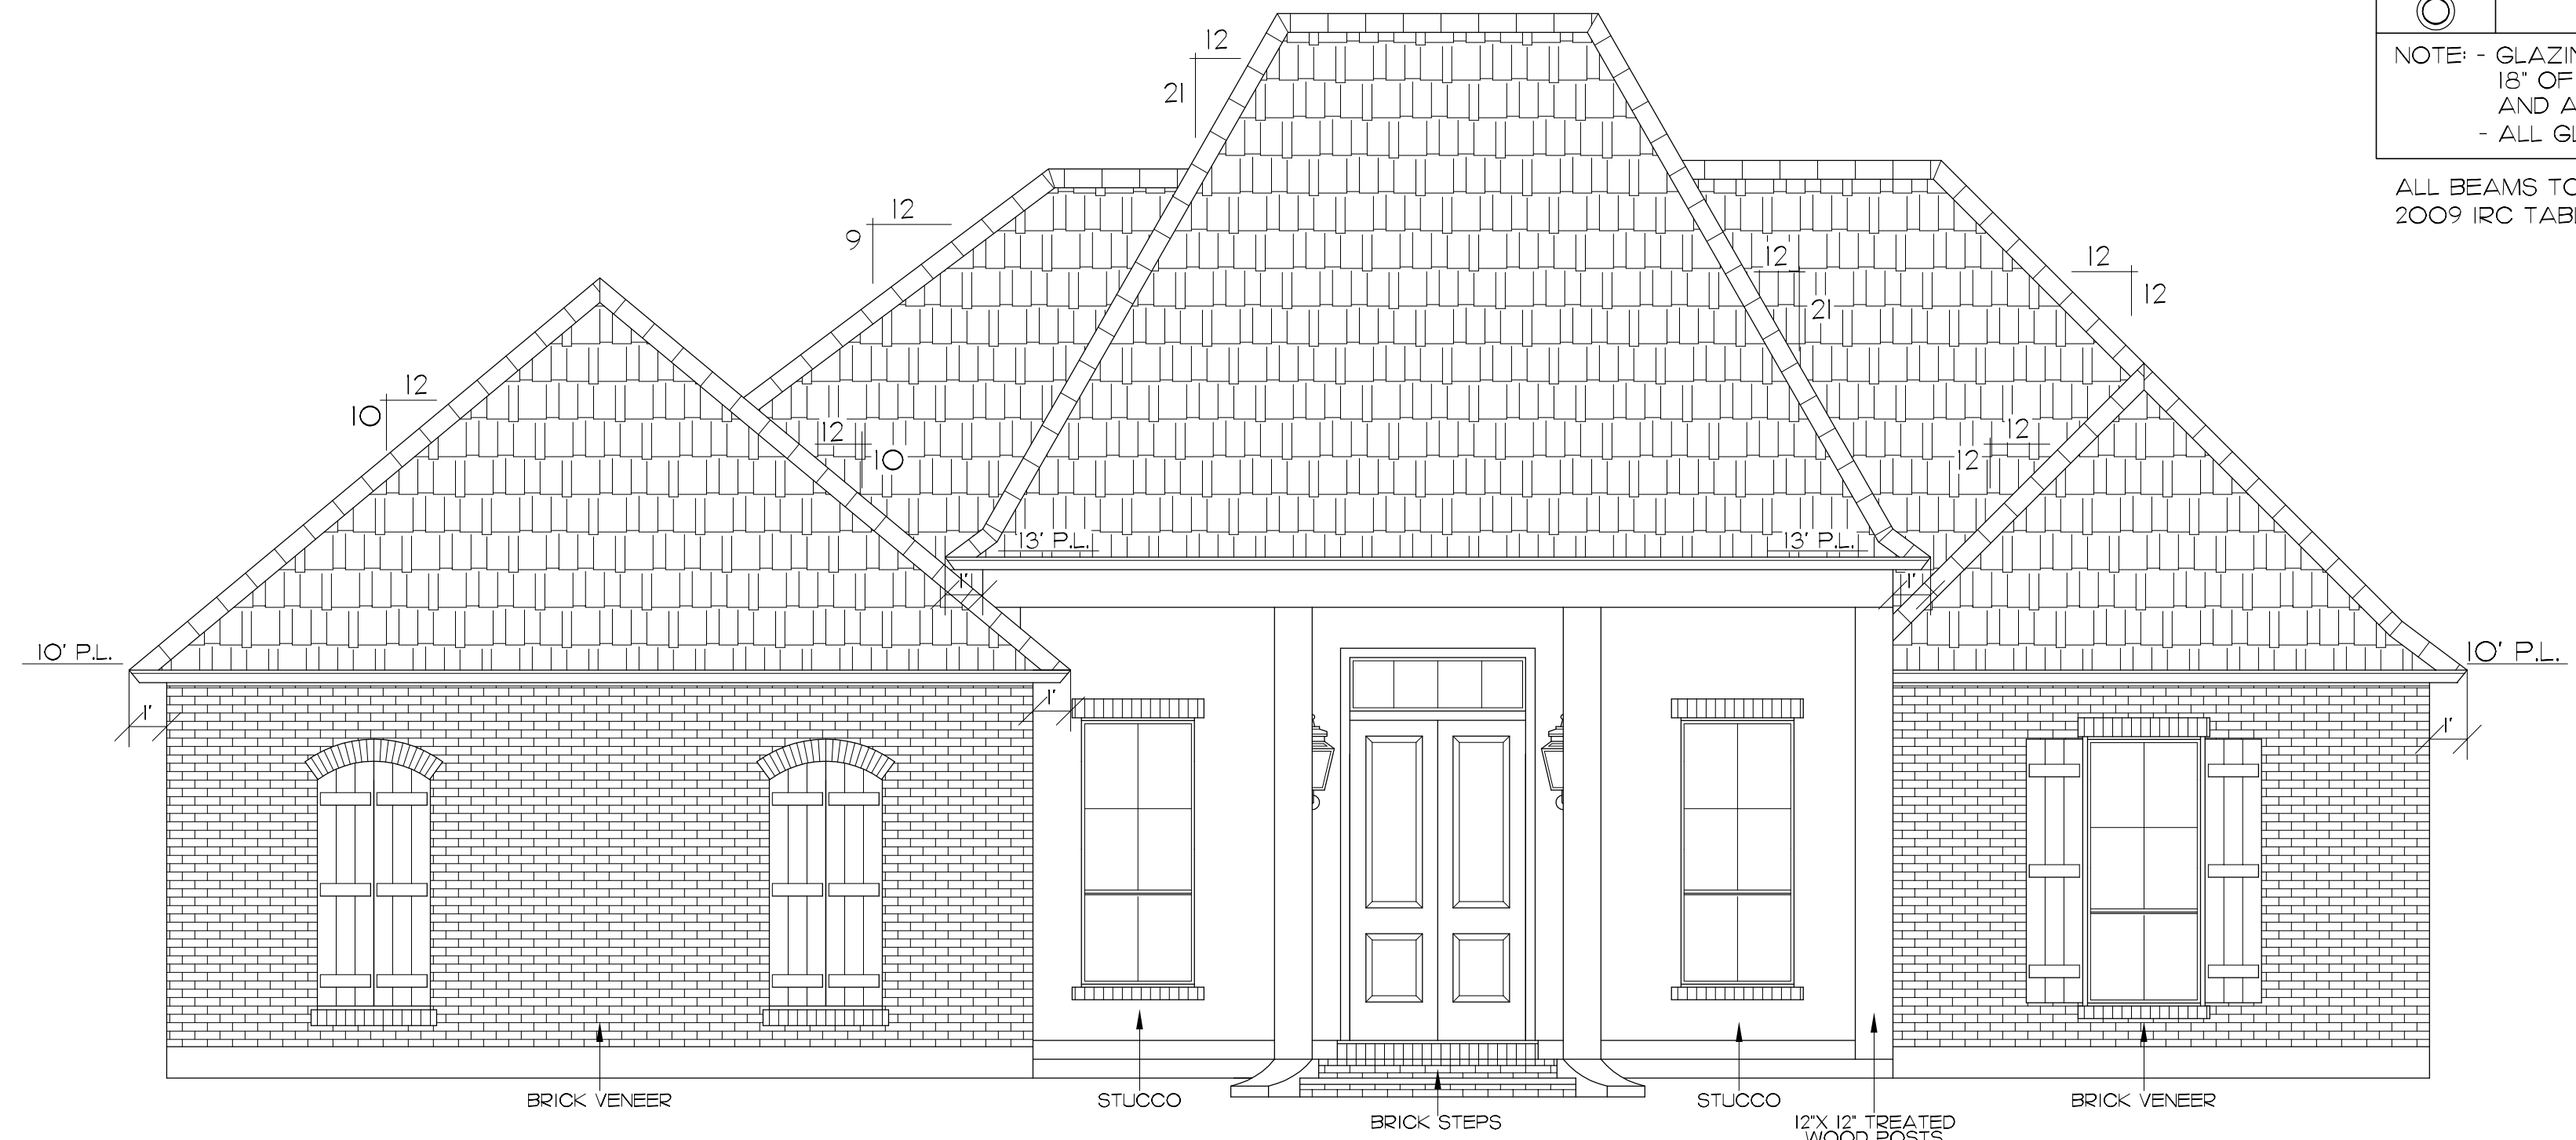 NOTE: - GLAZIN
18" OF
AND A
- ALL GL
ALL BEAMS TO
2009 IRC TAB
12
21
12
9
12
21
12
12
12
10
12
10
12
12
13' P.L.
13' P.L.
1'
1'
10' P.L.
10' P.L.
1'
1'
1'
BRICK VENEER
STUCCO
BRICK STEPS
STUCCO
12"X 12" TREATED
WOOD POSTS
BRICK VENEER